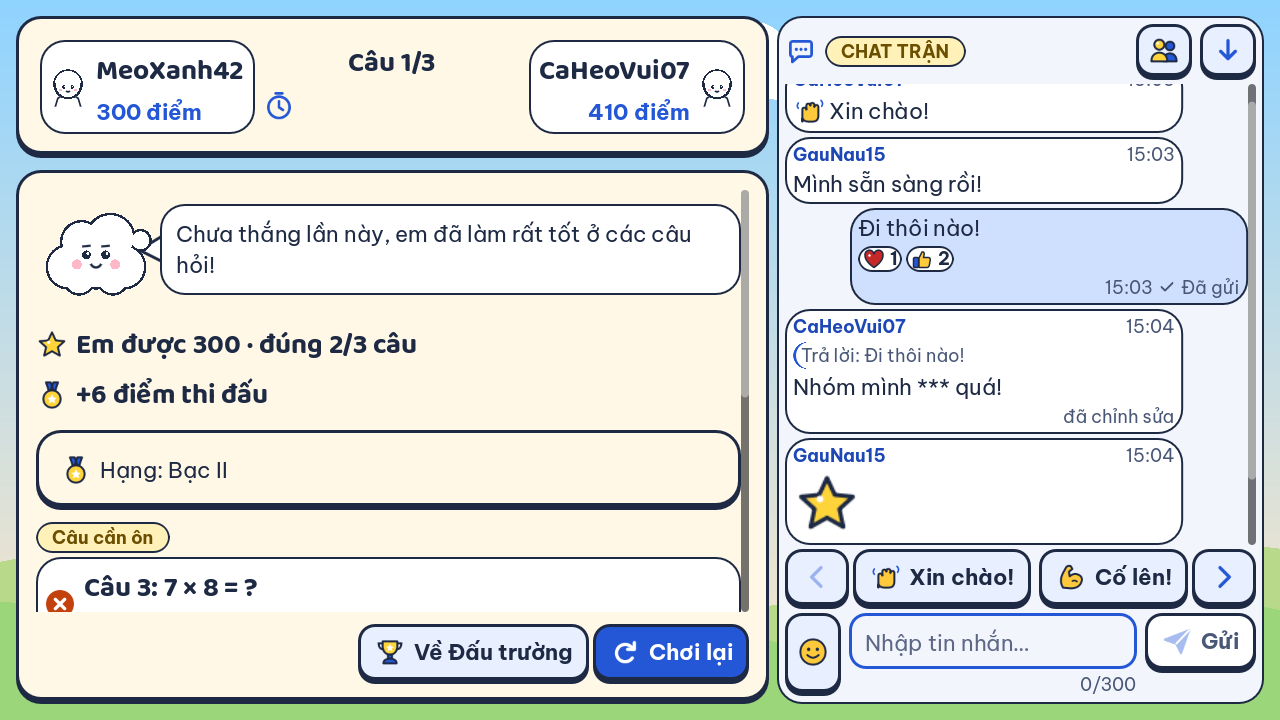 MeoXanh42
300 điểm
Câu 1/3
CaHeoVui07
410 điểm
Chưa thắng lần này, em đã làm rất tốt ở các câu
hỏi!
Em được 300 · đúng 2/3 câu
+6 điểm thi đấu
Hạng: Bạc II
Câu cần ôn
Câu 3: 7 × 8 = ?
Về Đấu trường
Chơi lại
CHAT TRẬN
Xin chào!
GauNau15 15:03
Mình sẵn sàng rồi!
Đi thôi nào!
1 2
15:03 ✓ Đã gửi
CaHeoVui07 15:04
Trả lời: Đi thôi nào!
Nhóm mình *** quá!
đã chỉnh sửa
GauNau15 15:04
Xin chào!
Cố lên!
Nhập tin nhắn...
Gửi
0/300